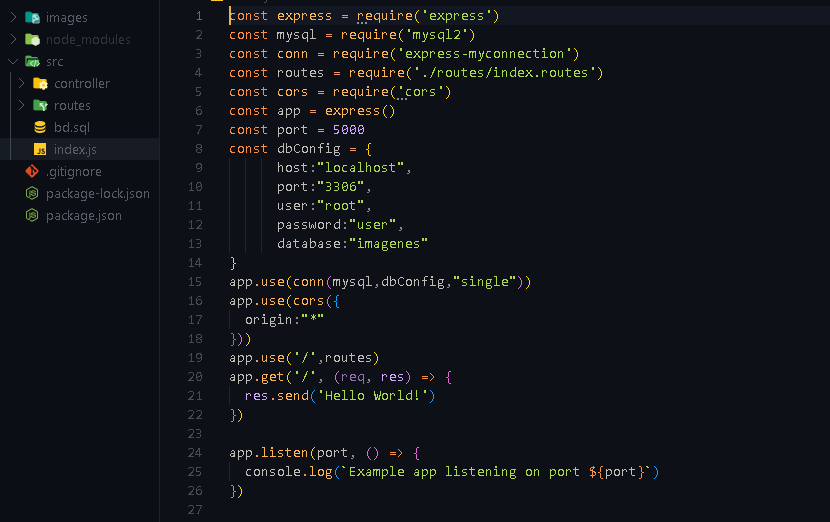 images
node_modules
src
controller
routes
bd.sql
index.js
.gitignore
package-lock.json
package.json
1 const express = require('express')
2 const mysql = require('mysql2')
3 const conn = require('express-myconnection')
4 const routes = require('./routes/index.routes')
5 const cors = require('cors')
6 const app = express()
7 const port = 5000
8 const dbConfig = {
9 host:"localhost",
10 port:"3306",
11 user:"root",
12 password:"user",
13 database:"imagenes"
14 }
15 app.use(conn(mysql,dbConfig,"single"))
16 app.use(cors({
17 origin:"*"
18 }))
19 app.use('/',routes)
20 app.get('/', (req, res) => {
21 res.send('Hello World!')
22 })
23
24 app.listen(port, () => {
25 console.log(`Example app listening on port ${port}`)
26 })
27